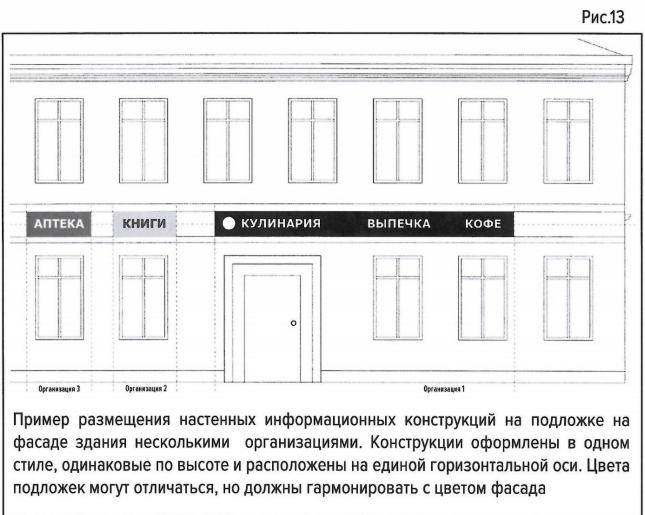 Рис.13
АПТЕКА КНИГИ КУЛИНАРИЯ ВЫПЕЧКА КОФЕ
Организация 3 Организация 2 Организация 1
Пример размещения настенных информационных конструкций на подложке на
фасаде здания несколькими организациями. Конструкции оформлены в одном
стиле, одинаковые по высоте и расположены на единой горизонтальной оси. Цвета
подложек могут отличаться, но должны гармонировать с цветом фасада